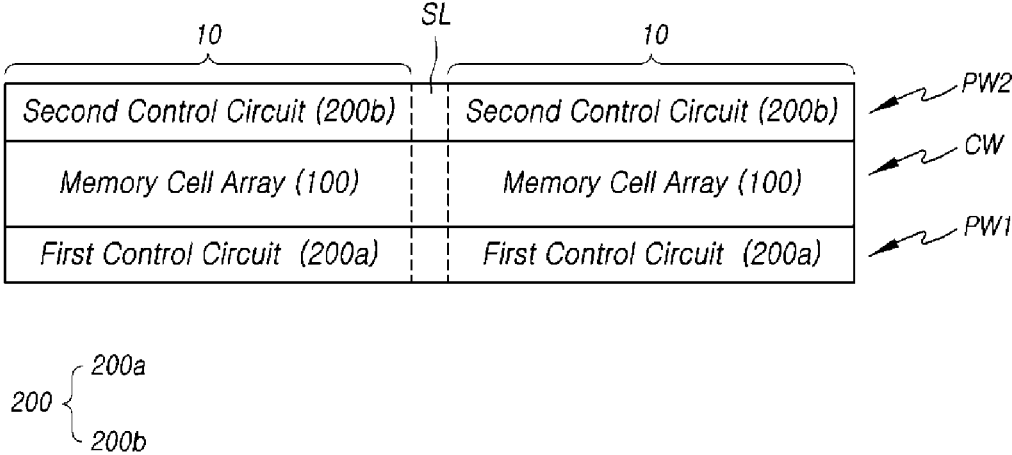 SL
10 10
Second Control Circuit (200b) Second Control Circuit (200b) PW2
Memory Cell Array (100) Memory Cell Array (100) CW
First Control Circuit (200a) First Control Circuit (200a) PW1
200a
200
200b